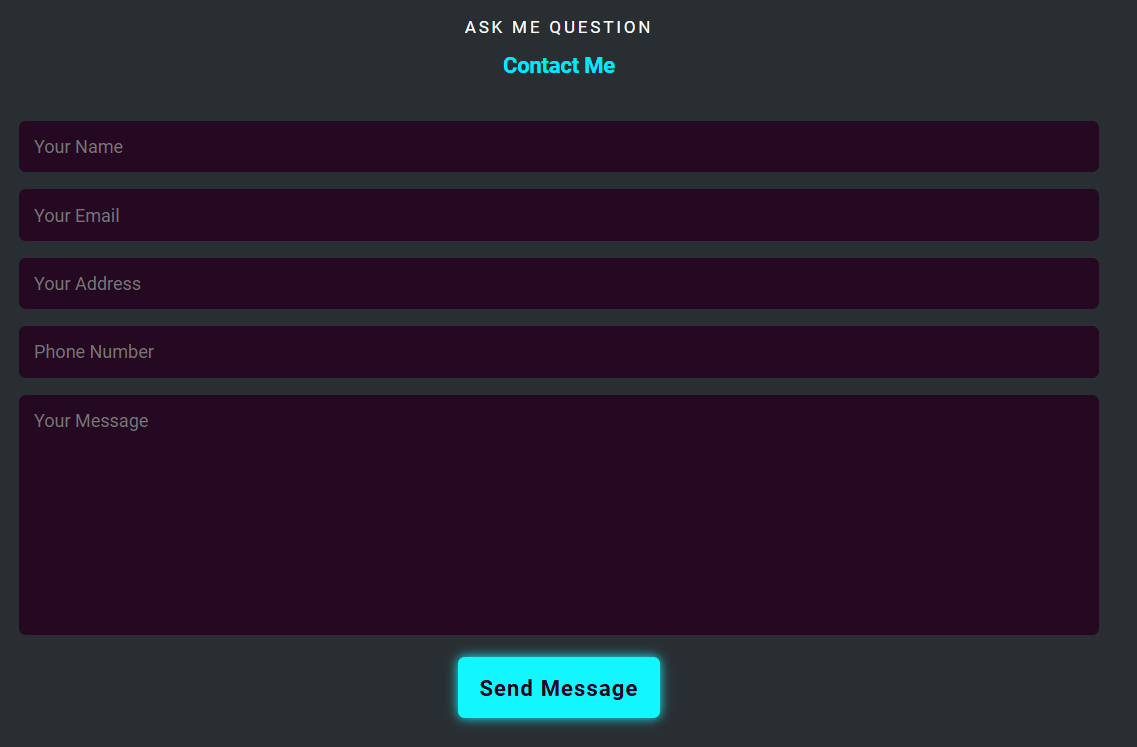 ASK ME QUESTION
Contact Me
Your Name
Your Email
Your Address
Phone Number
Your Message
Send Message